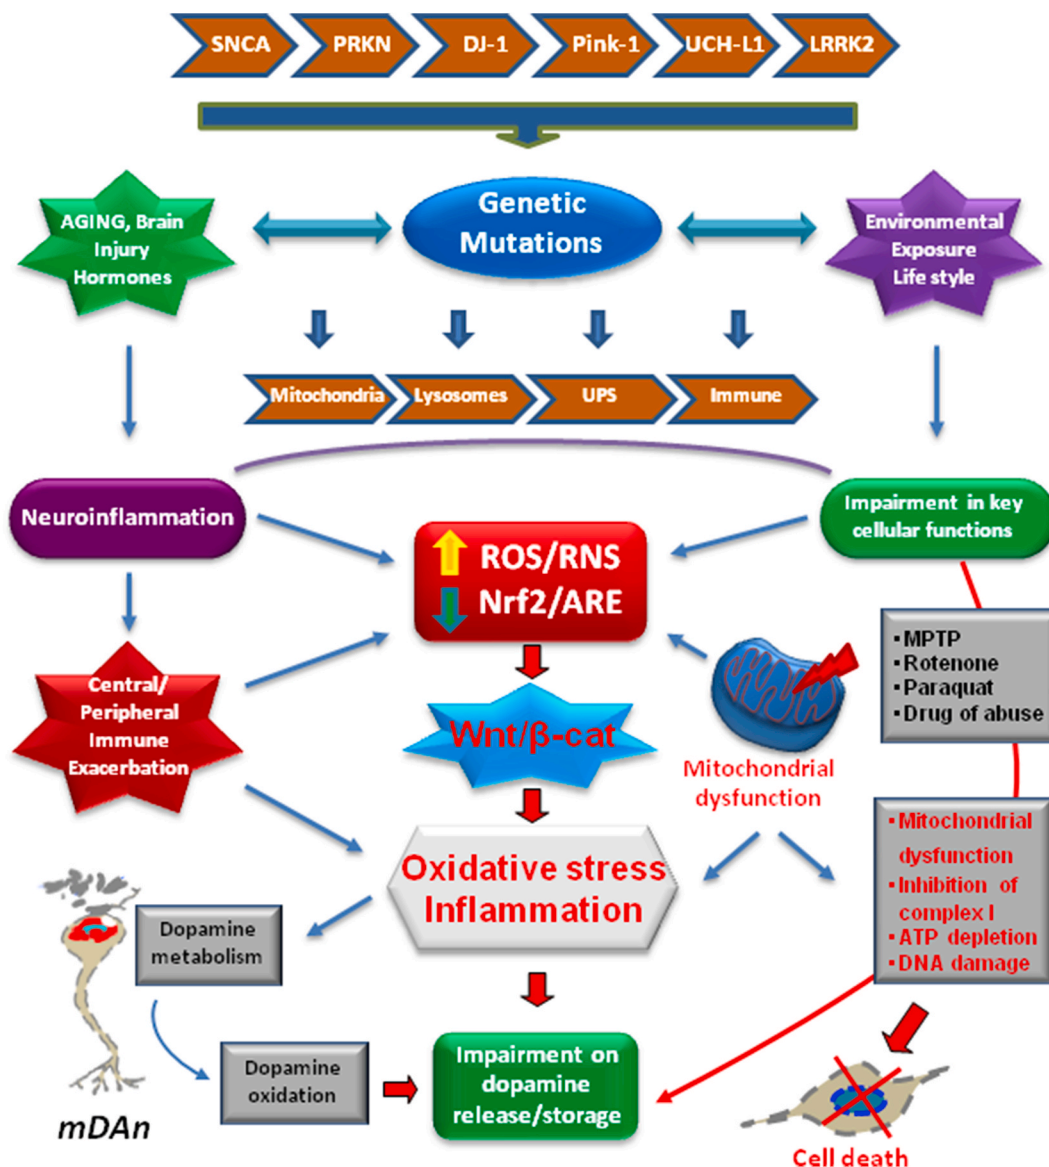 SNCA
PRKN
DJ-1
Pink-1
UCH-L1
LRRK2
AGING, Brain
Injury
Hormones
Genetic
Mutations
Environmental
Exposure
Life style
Mitochondria
Lysosomes
UPS
Immune
Neuroinflammation
Impairment in key
cellular functions
ROS/RNS
Nrf2/ARE
▪ MPTP
▪ Rotenone
▪ Paraquat
▪ Drug of abuse
Central/
Peripheral
Immune
Exacerbation
Wnt/β-cat
Mitochondrial
dysfunction
▪ Mitochondrial
dysfunction
▪ Inhibition of
complex I
▪ ATP depletion
▪ DNA damage
Oxidative stress
Inflammation
Dopamine
metabolism
Dopamine
oxidation
Impairment on
dopamine
release/storage
mDAn
Cell death